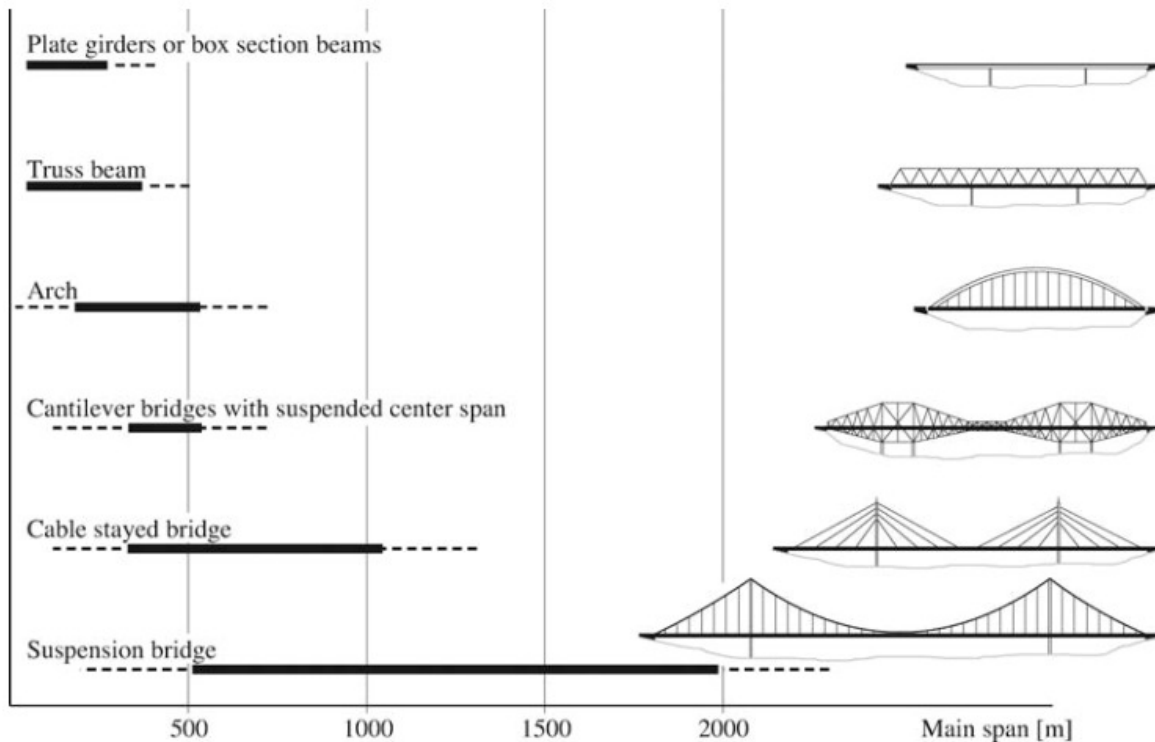 Plate girders or box section beams
Truss beam
Arch
Cantilever bridges with suspended center span
Cable stayed bridge
Suspension bridge
500 1000 1500 2000 Main span [m]